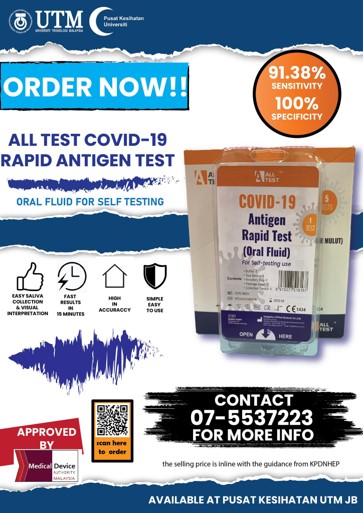 UTM
UNIVERSITI TEKNOLOGI MALAYSIA
Pusat Kesihatan
Universiti
ORDER NOW!!
91.38%
SENSITIVITY
100%
SPECIFICITY
ALL TEST COVID-19
RAPID ANTIGEN TEST
ORAL FLUID FOR SELF TESTING
ALL
TEST
COVID-19
Antigen
Rapid Test
(Oral Fluid)
For Self-testing use
1
5
MULUT)
OPEN
HERE
ALL
TEST
EASY SALIVA
COLLECTION
& VISUAL
INTERPRETATION
FAST
RESULTS
15 MINUTES
HIGH
IN
ACCURACCY
SIMPLE
EASY TO
USE
APPROVED
BY
Medical Device
AUTHORITY
MALAYSIA
scan here
to order
CONTACT
07-5537223
FOR MORE INFO
the selling price is inline with the guidance from KPDNHEP
AVAILABLE AT PUSAT KESIHATAN UTM JB